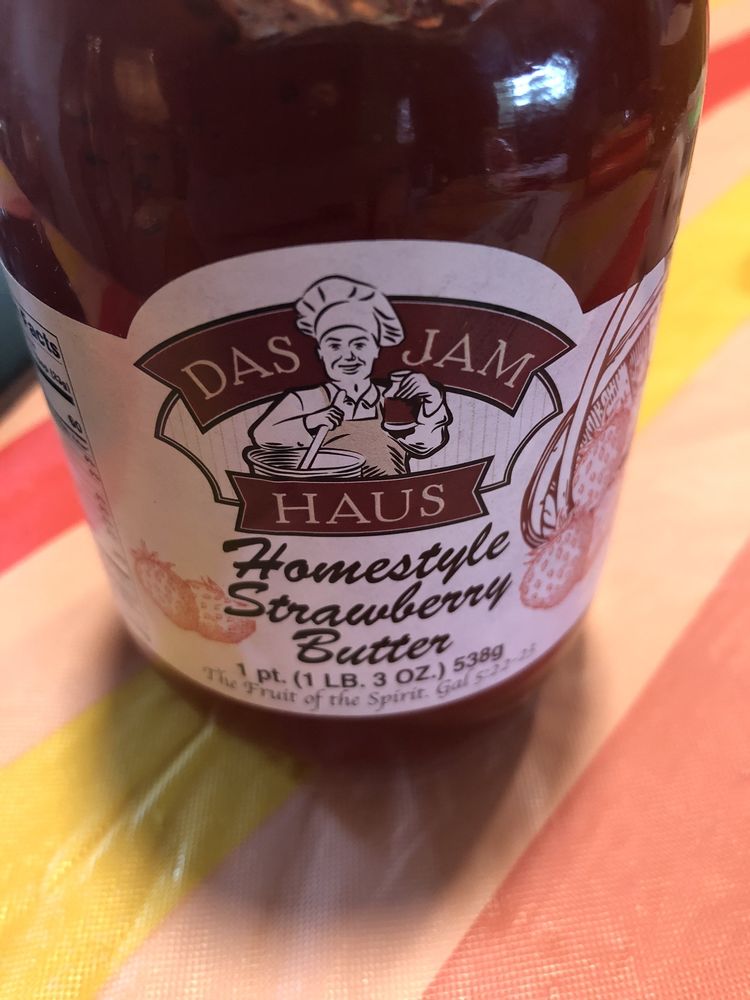 DAS JAM
HAUS
Homestyle
Strawberry
Butter
1 pt. (1 LB. 3 OZ.) 538g
The Fruit of the Spirit. Gal 5:22-23